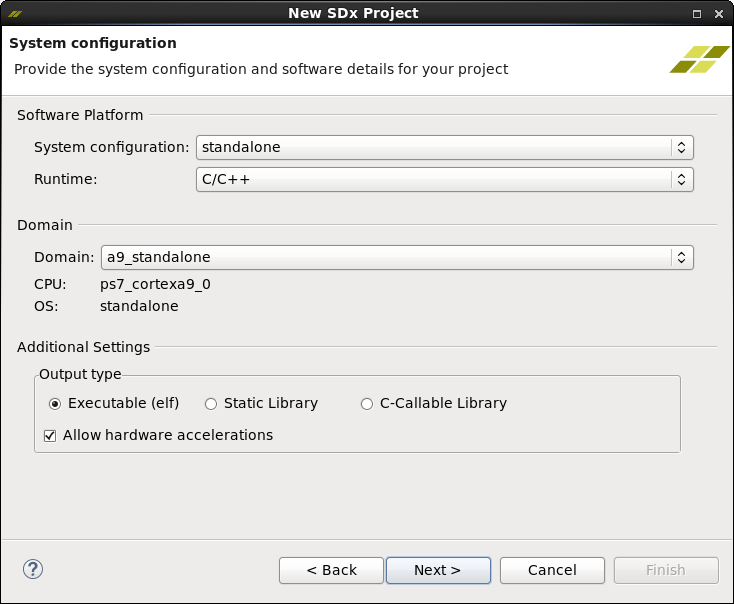 New SDx Project
System configuration
Provide the system configuration and software details for your project
Software Platform
System configuration: standalone
Runtime: C/C++
Domain
Domain: a9_standalone
CPU: ps7_cortexa9_0
OS: standalone
Additional Settings
Output type
Executable (elf) Static Library C-Callable Library
Allow hardware accelerations
? < Back Next > Cancel Finish